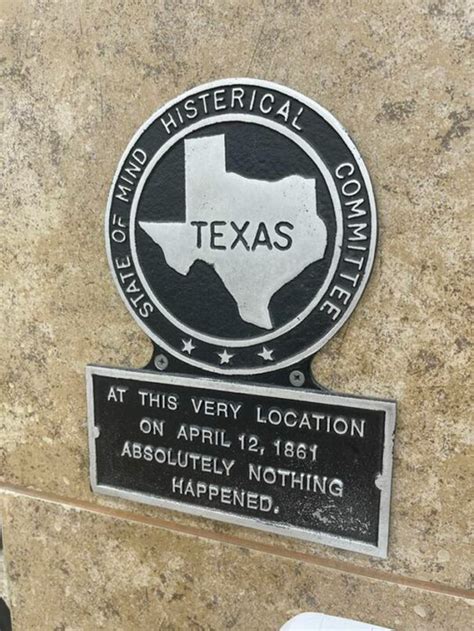 STATE OF MIND HISTERICAL COMMITTEE
TEXAS
AT THIS VERY LOCATION
ON APRIL 12, 1861
ABSOLUTELY NOTHING
HAPPENED.